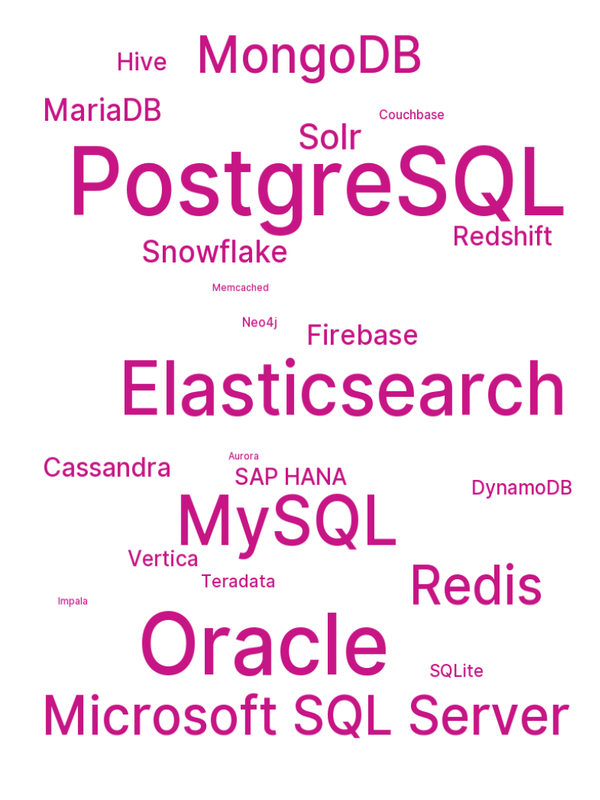 MongoDB
Hive
MariaDB
Couchbase
Solr
PostgreSQL
Redshift
Snowflake
Memcached
Neo4j
Firebase
Elasticsearch
Aurora
Cassandra
SAP HANA
DynamoDB
MySQL
Vertica
Teradata
Redis
Impala
Oracle
SQLite
Microsoft SQL Server